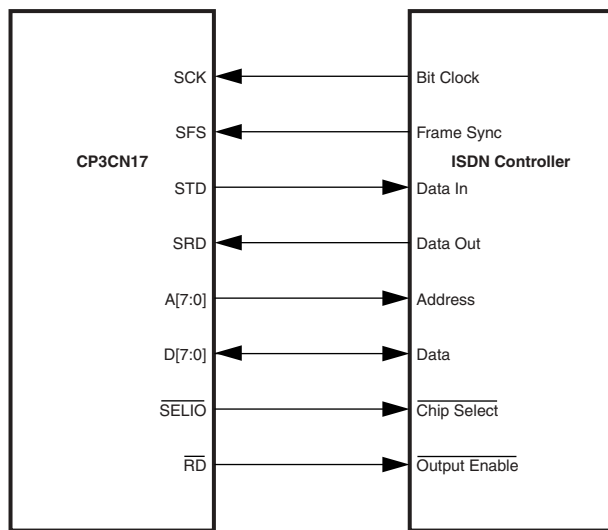 SCK Bit Clock
SFS Frame Sync
CP3CN17 ISDN Controller
STD Data In
SRD Data Out
A[7:0] Address
D[7:0] Data
SELIO Chip Select
RD Output Enable